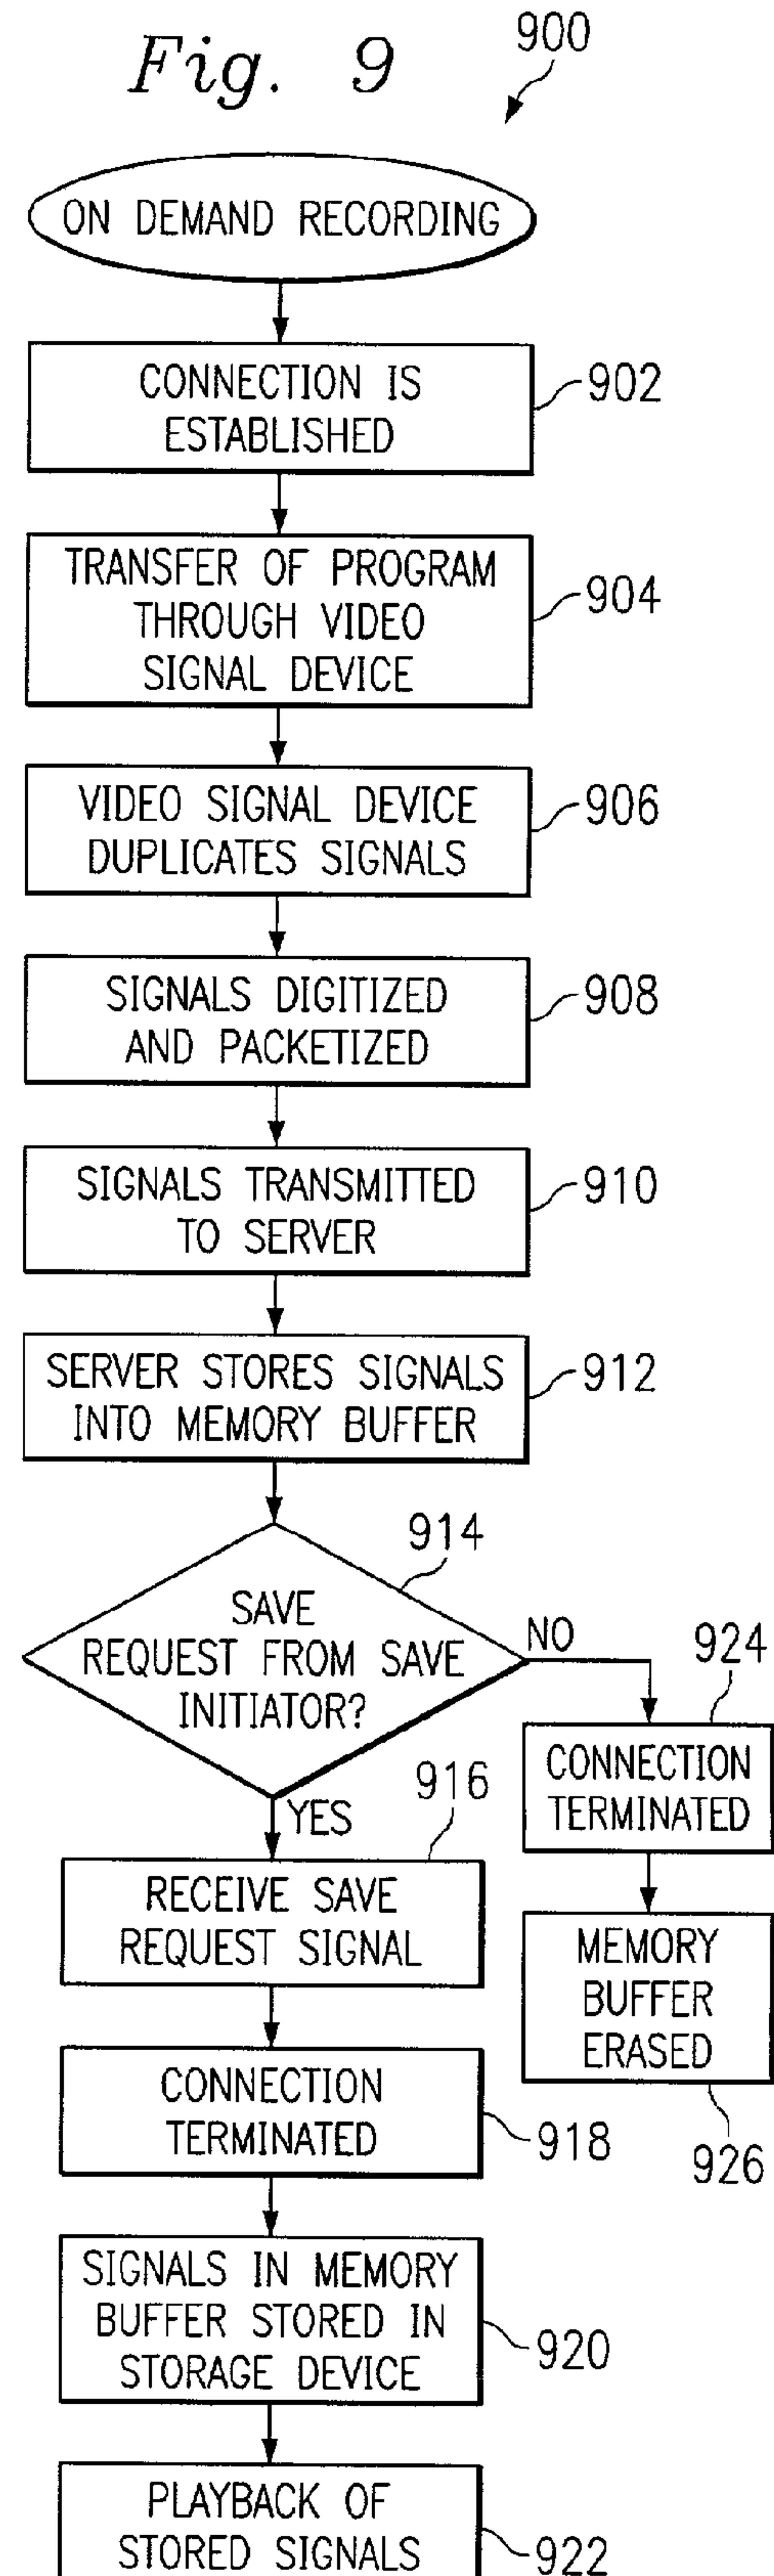 Fig. 9
900
ON DEMAND RECORDING
CONNECTION IS
ESTABLISHED
902
TRANSFER OF PROGRAM
THROUGH VIDEO
SIGNAL DEVICE
904
VIDEO SIGNAL DEVICE
DUPLICATES SIGNALS
906
SIGNALS DIGITIZED
AND PACKETIZED
908
SIGNALS TRANSMITTED
TO SERVER
910
SERVER STORES SIGNALS
INTO MEMORY BUFFER
912
914
SAVE
REQUEST FROM SAVE
INITIATOR?
NO
924
CONNECTION
TERMINATED
MEMORY
BUFFER
ERASED
926
YES
916
RECEIVE SAVE
REQUEST SIGNAL
CONNECTION
TERMINATED
918
SIGNALS IN MEMORY
BUFFER STORED IN
STORAGE DEVICE
920
PLAYBACK OF
STORED SIGNALS
922